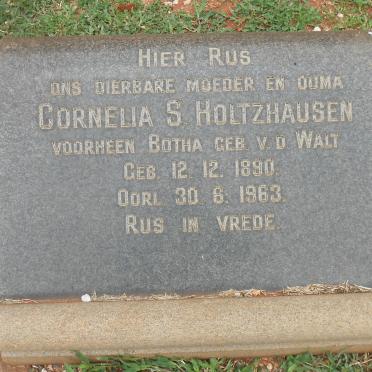 HIER RUS
ONS DIERBARE MOEDER EN OUMA
CORNELIA S. HOLTZHAUSEN
VOORHEEN BOTHA GEB. V.D WALT
GEB. 12. 12. 1890.
OORL. 30. 6. 1963.
RUS IN VREDE.